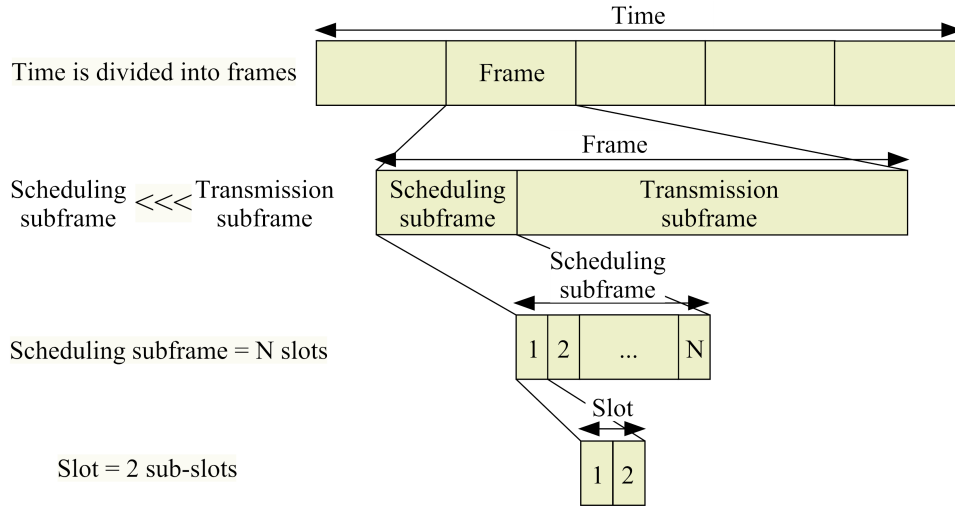 Time
Time is divided into frames
Frame
Frame
Scheduling
subframe
<<<
Transmission
subframe
Scheduling
subframe
Transmission
subframe
Scheduling
subframe
Scheduling subframe = N slots
1 2 ... N
Slot
Slot = 2 sub-slots
1 2